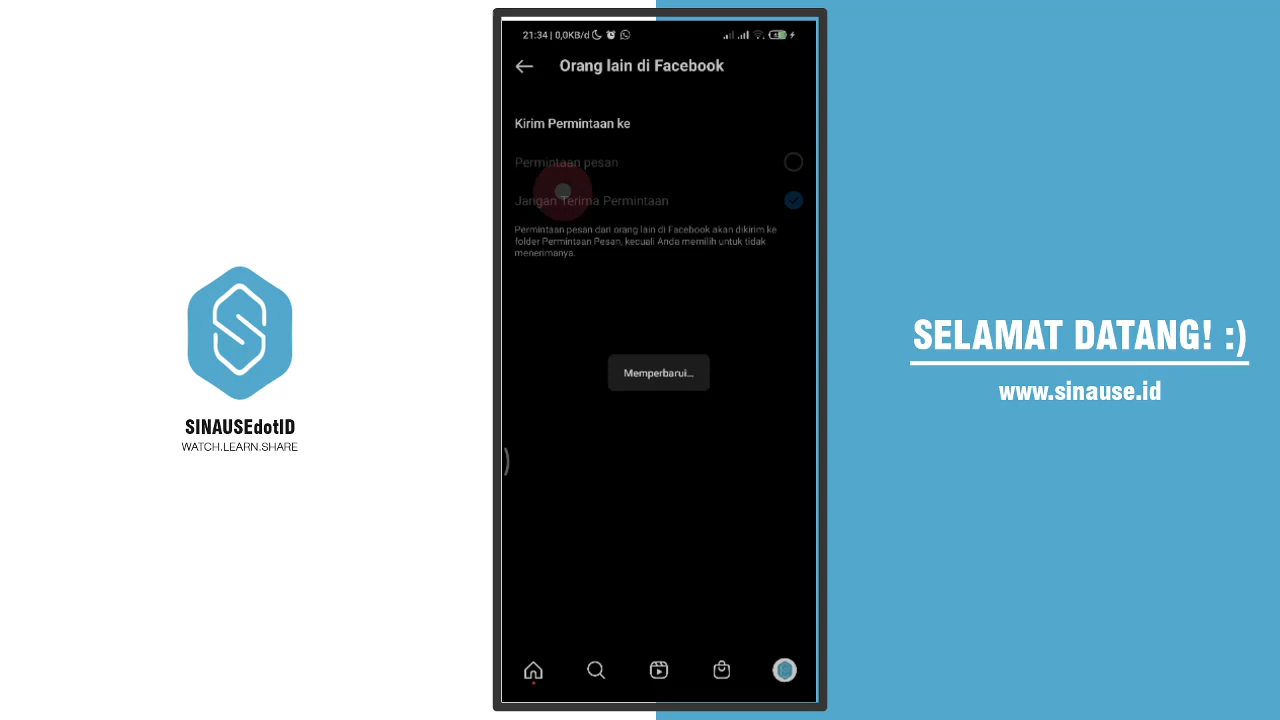 21:34 | 0,0KB/d
Orang lain di Facebook
Kirim Permintaan ke
Permintaan pesan
Jangan Terima Permintaan
Permintaan pesan dari orang lain di Facebook akan dikirim ke
folder Permintaan Pesan, kecuali Anda memilih untuk tidak
menerimanya.
Memperbarui...
SINAUSEdotID
WATCH.LEARN.SHARE
SELAMAT DATANG! :)
www.sinause.id